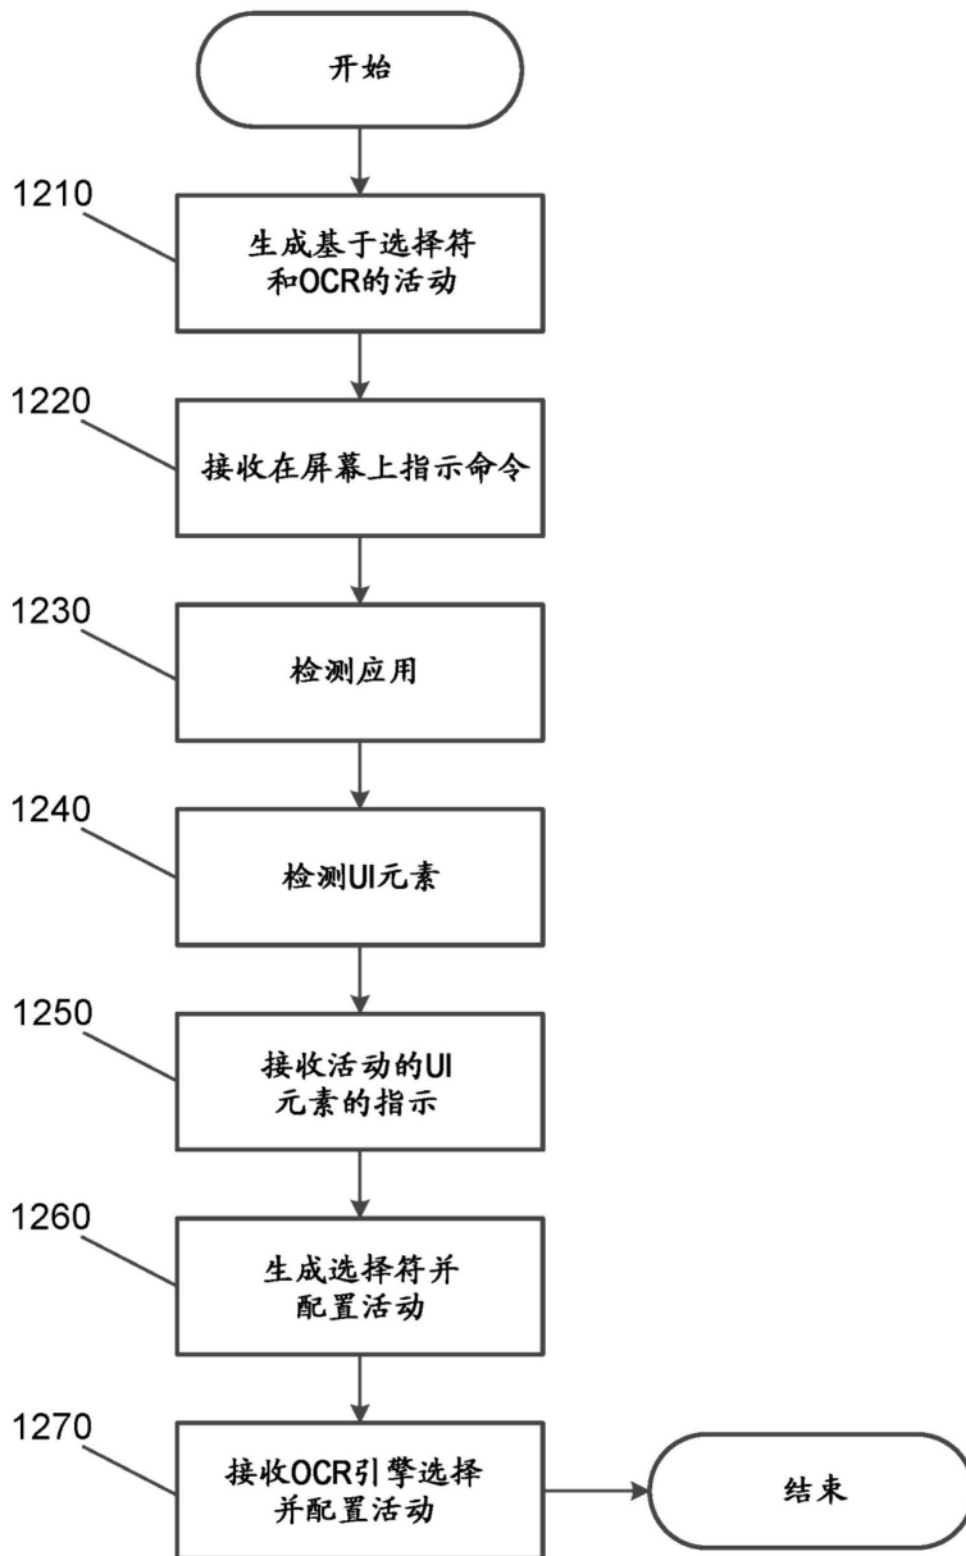 开始
1210
生成基于选择符
和OCR的活动
1220
接收在屏幕上指示命令
1230
检测应用
1240
检测UI元素
1250
接收活动的UI
元素的指示
1260
生成选择符并
配置活动
1270
接收OCR引擎选择
并配置活动
结束